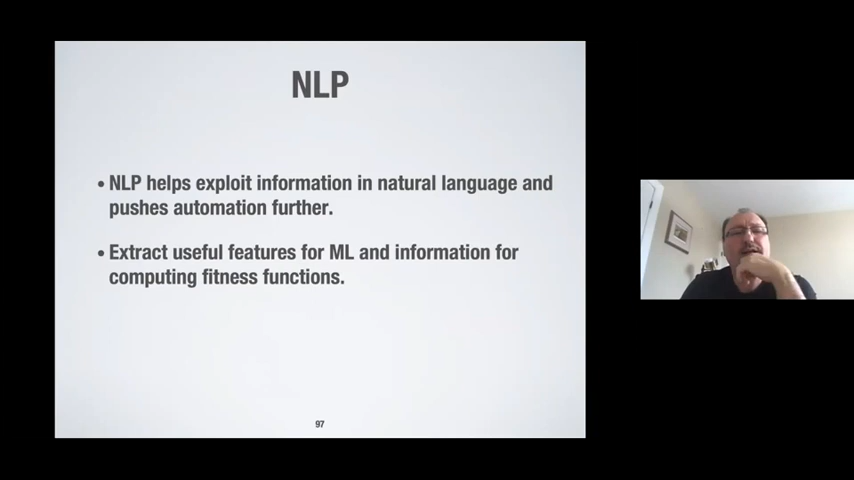 NLP
• NLP helps exploit information in natural language and
pushes automation further.
• Extract useful features for ML and information for
computing fitness functions.
97